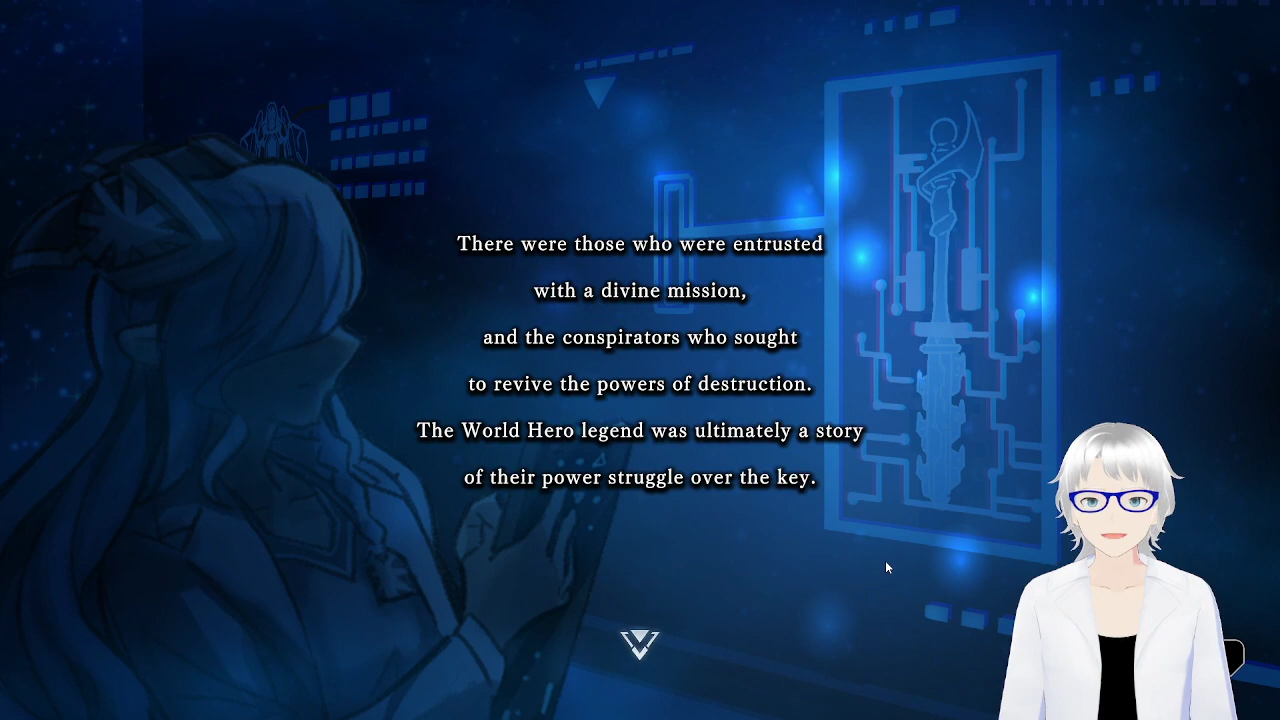 There were those who were entrusted
with a divine mission,
and the conspirators who sought
to revive the powers of destruction.
The World Hero legend was ultimately a story
of their power struggle over the key.